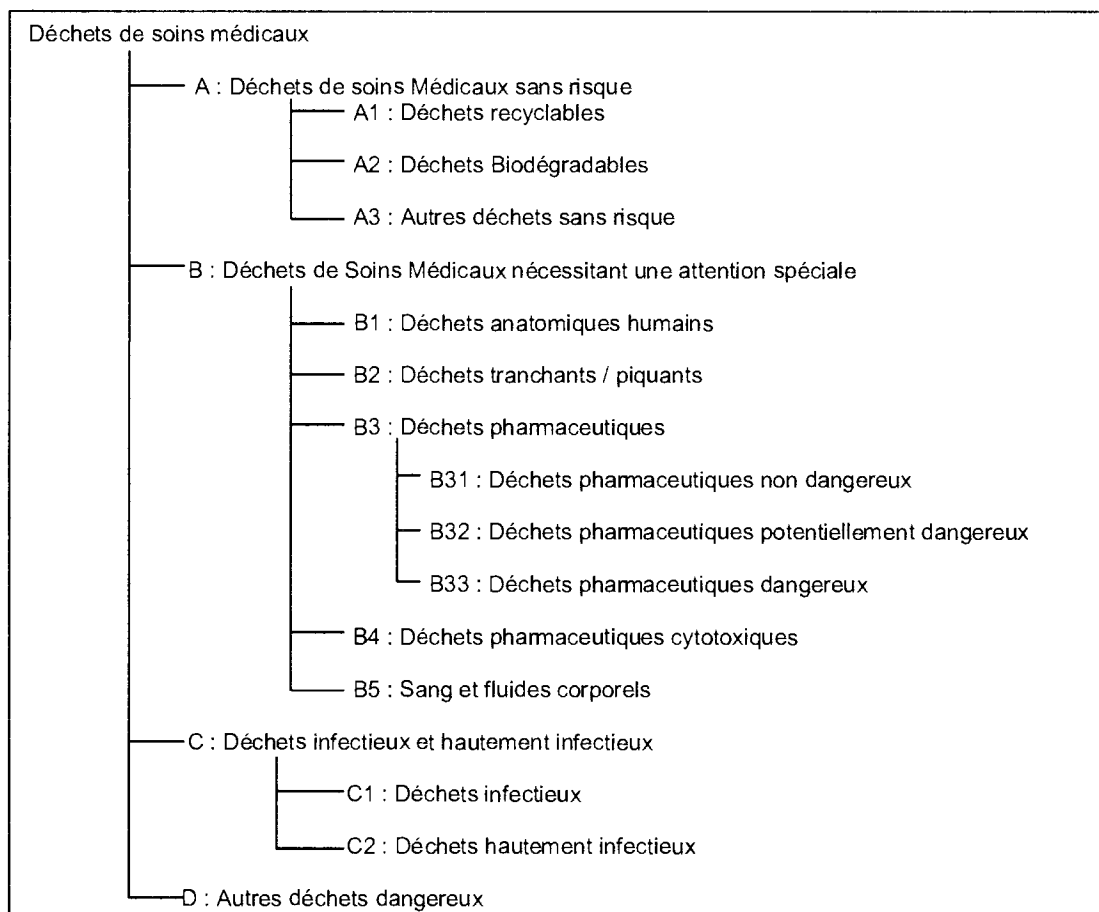 Déchets de soins médicaux
A : Déchets de soins Médicaux sans risque
A1 : Déchets recyclables
A2 : Déchets Biodégradables
A3 : Autres déchets sans risque
B : Déchets de Soins Médicaux nécessitant une attention spéciale
B1 : Déchets anatomiques humains
B2 : Déchets tranchants / piquants
B3 : Déchets pharmaceutiques
B31 : Déchets pharmaceutiques non dangereux
B32 : Déchets pharmaceutiques potentiellement dangereux
B33 : Déchets pharmaceutiques dangereux
B4 : Déchets pharmaceutiques cytotoxiques
B5 : Sang et fluides corporels
C : Déchets infectieux et hautement infectieux
C1 : Déchets infectieux
C2 : Déchets hautement infectieux
D : Autres déchets dangereux